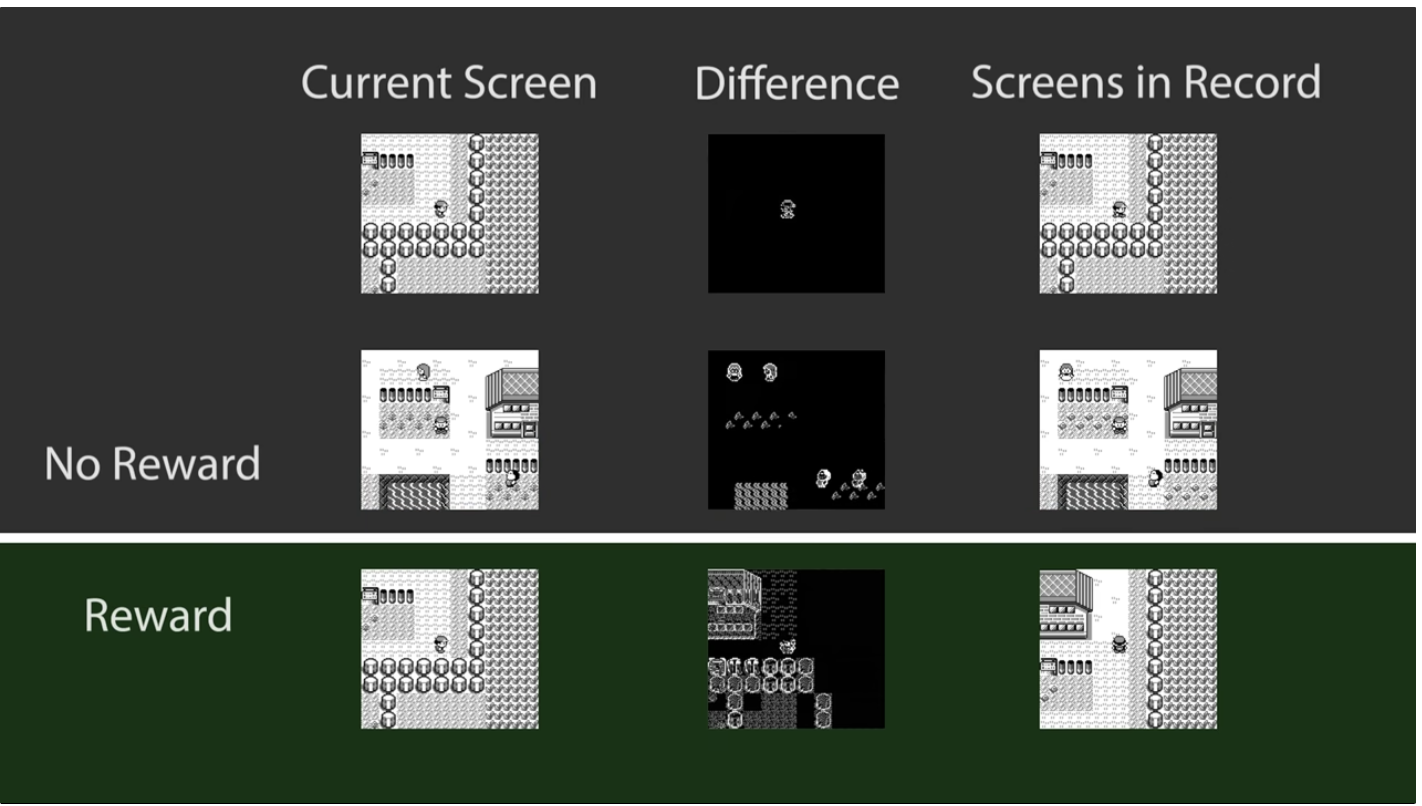 Current Screen
Difference
Screens in Record
No Reward
Reward